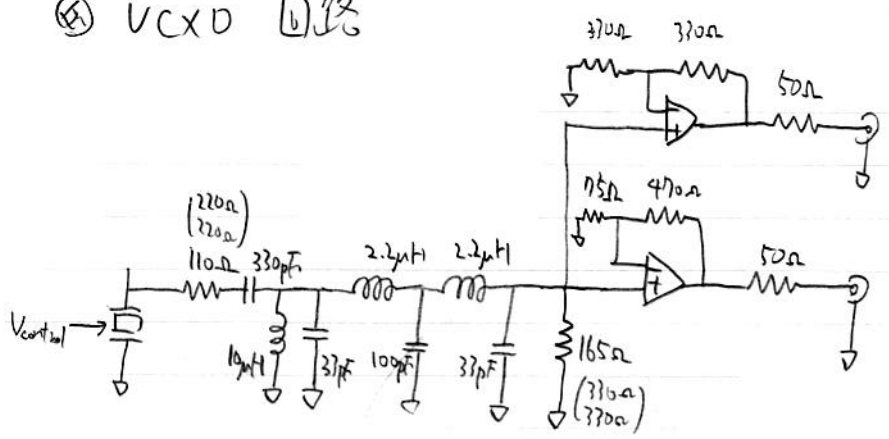 VCXO 回路
330Ω 330Ω
50Ω
75Ω 470Ω
50Ω
(220Ω
220Ω)
110Ω 330pF
2.2μH 2.2μH
Vcontrol
10μH 33pF 100pF 33pF
165Ω
(330Ω
330Ω)